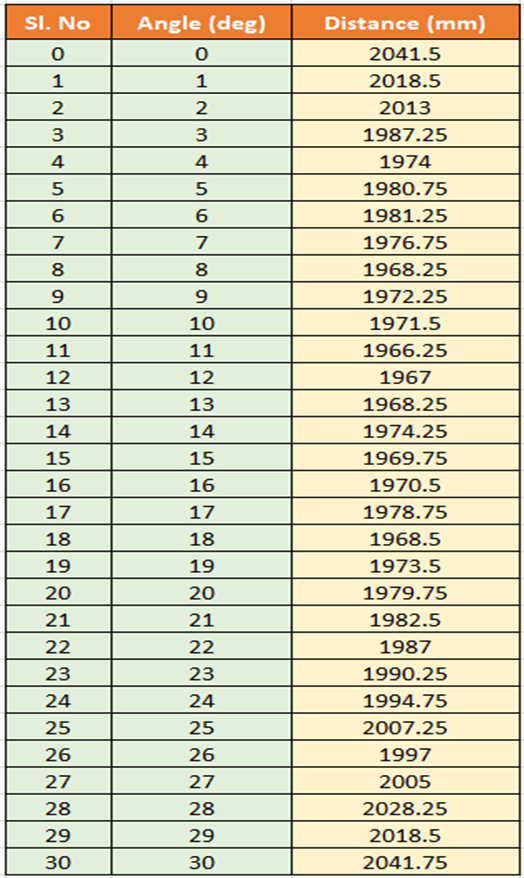 Sl. No Angle (deg) Distance (mm)
0 0 2041.5
1 1 2018.5
2 2 2013
3 3 1987.25
4 4 1974
5 5 1980.75
6 6 1981.25
7 7 1976.75
8 8 1968.25
9 9 1972.25
10 10 1971.5
11 11 1966.25
12 12 1967
13 13 1968.25
14 14 1974.25
15 15 1969.75
16 16 1970.5
17 17 1978.75
18 18 1968.5
19 19 1973.5
20 20 1979.75
21 21 1982.5
22 22 1987
23 23 1990.25
24 24 1994.75
25 25 2007.25
26 26 1997
27 27 2005
28 28 2028.25
29 29 2018.5
30 30 2041.75